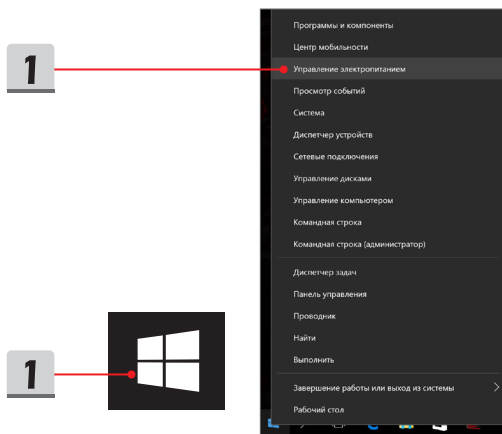 Программы и компоненты
Центр мобильности
1
Управление электропитанием
Просмотр событий
Система
Диспетчер устройств
Сетевые подключения
Управление дисками
Управление компьютером
Командная строка
Командная строка (администратор)
Диспетчер задач
Панель управления
Проводник
Найти
Выполнить
1
Завершение работы или выход из системы
Рабочий стол